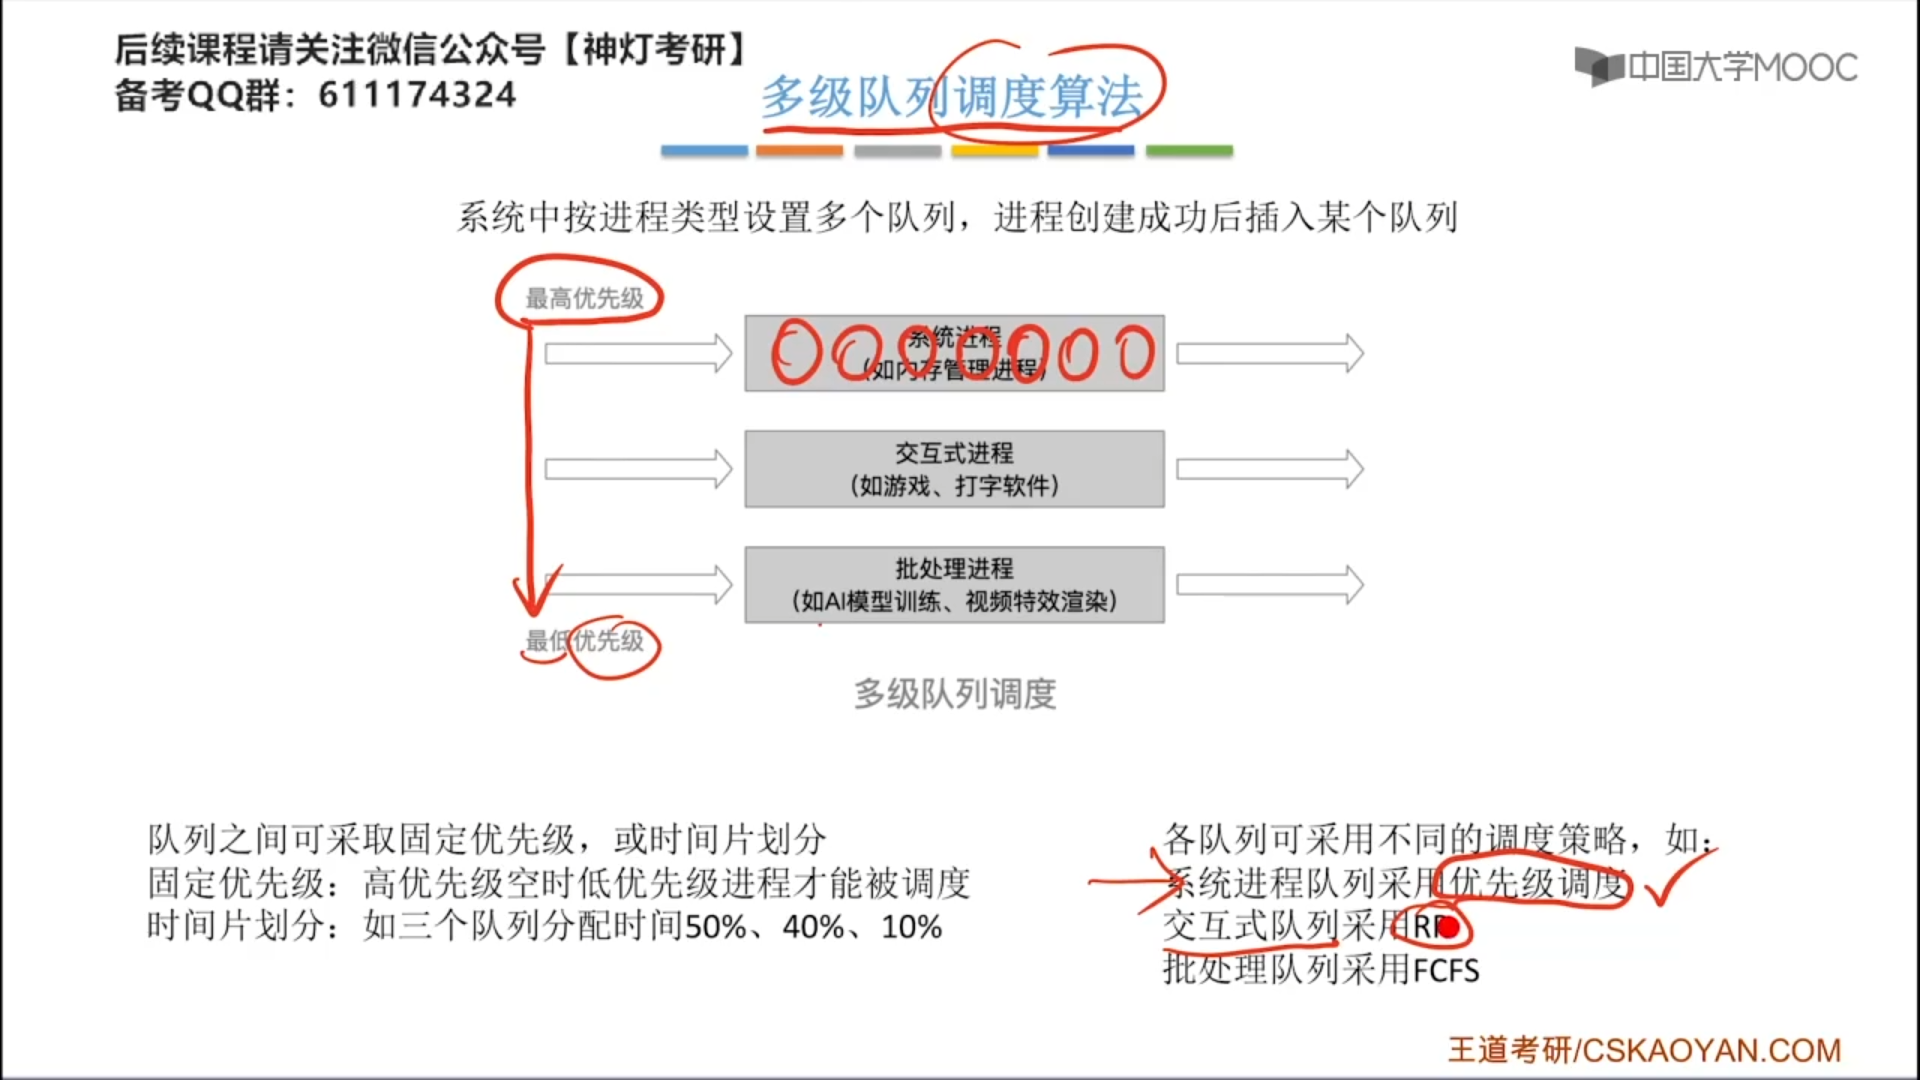 后续课程请关注微信公众号【神灯考研】
备考QQ群：611174324
中国大学MOOC
多级队列调度算法
系统中按进程类型设置多个队列，进程创建成功后插入某个队列
最高优先级
系统进程
（如内存管理进程）
交互式进程
（如游戏、打字软件）
批处理进程
（如AI模型训练、视频特效渲染）
最低优先级
多级队列调度
队列之间可采取固定优先级，或时间片划分
固定优先级：高优先级空时低优先级进程才能被调度
时间片划分：如三个队列分配时间50%、40%、10%
各队列可采用不同的调度策略，如：
系统进程队列采用优先级调度
交互式队列采用RR
批处理队列采用FCFS
王道考研/CSKAOYAN.COM